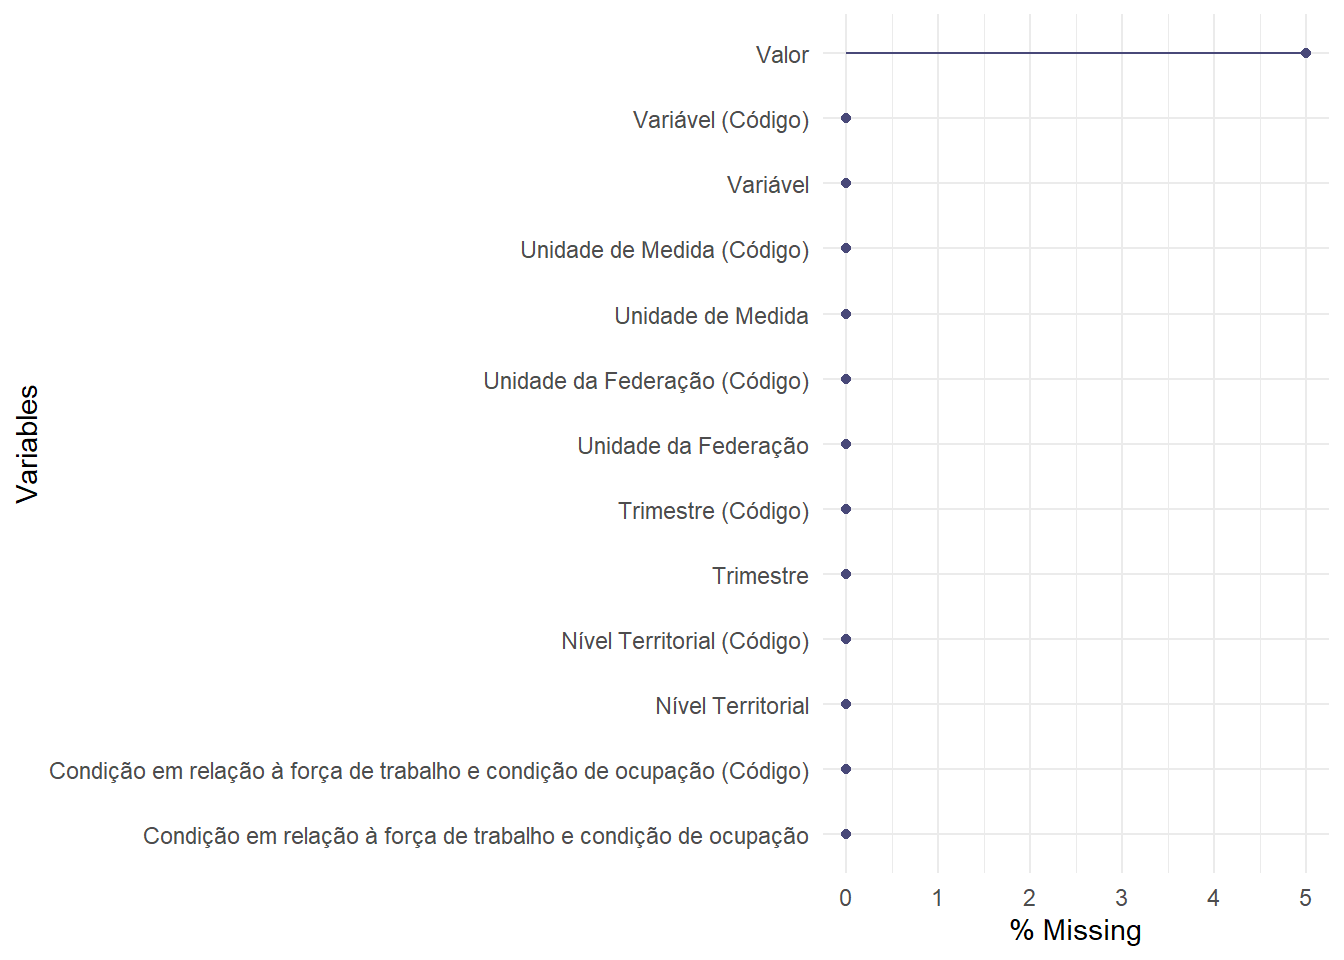 Valor
Variável (Código)
Variável
Unidade de Medida (Código)
Unidade de Medida
Unidade da Federação (Código)
Unidade da Federação
Trimestre (Código)
Trimestre
Nível Territorial (Código)
Nível Territorial
Condição em relação à força de trabalho e condição de ocupação (Código)
Condição em relação à força de trabalho e condição de ocupação
Variables
0 1 2 3 4 5
% Missing